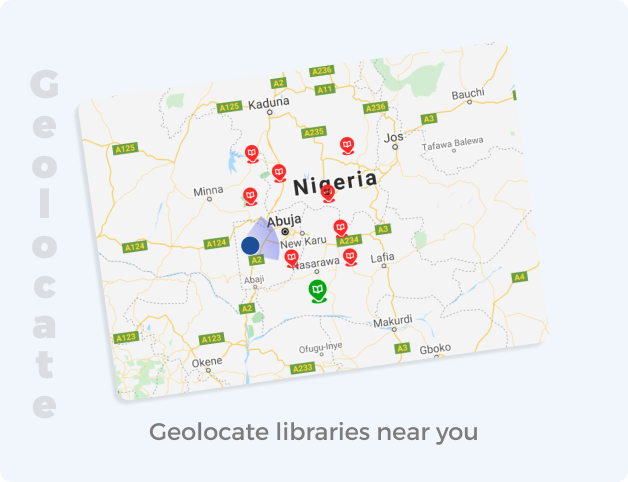 Geolocate
A236
A2
A11
Kaduna
A125
A236
Bauchi
A3
A235
Jos
A125
Tafawa Balewa
Nigeria
Minna
Abuja
A3
A124
A124
New Karu
A234
A2
Nasarawa
Lafia
Abaji
A4
A2
Makurdi
A123
A123
Ofugu-Inye
A3
Gboko
Okene
A233
Geolocate libraries near you